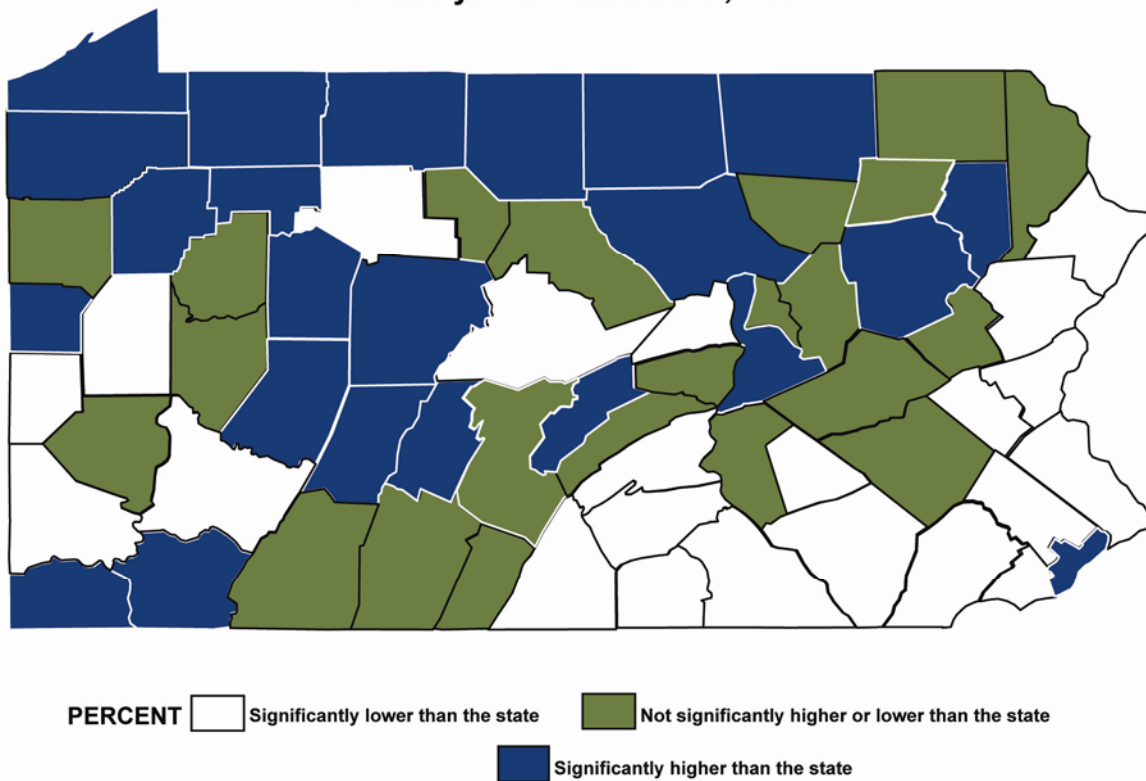 PERCENT Significantly lower than the state Not significantly higher or lower than the state
Significantly higher than the state